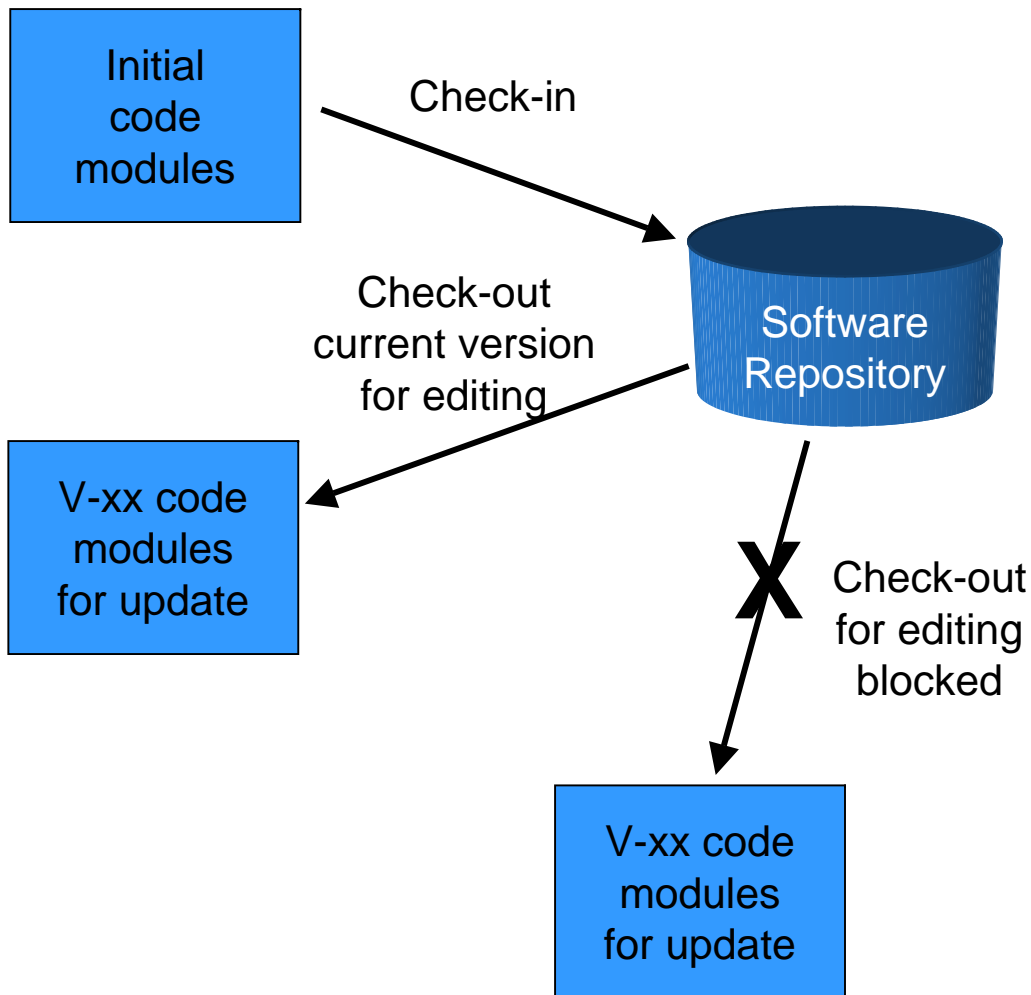 Initial
code
modules
Check-in
Software
Repository
Check-out
current version
for editing
V-xx code
modules
for update
X
Check-out
for editing
blocked
V-xx code
modules
for update